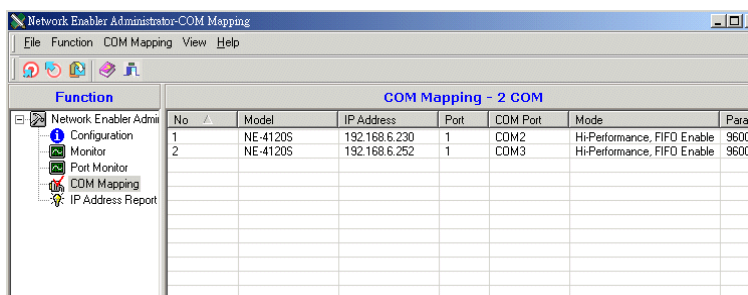 Network Enabler Administrator-COM Mapping
File Function COM Mapping View Help
Function
COM Mapping - 2 COM
Network Enabler Admi
Configuration
Monitor
Port Monitor
COM Mapping
IP Address Report
No Model IP Address Port COM Port Mode Para
1 NE-4120S 192.168.6.230 1 COM2 Hi-Performance, FIFO Enable 9600
2 NE-4120S 192.168.6.252 1 COM3 Hi-Performance, FIFO Enable 9600